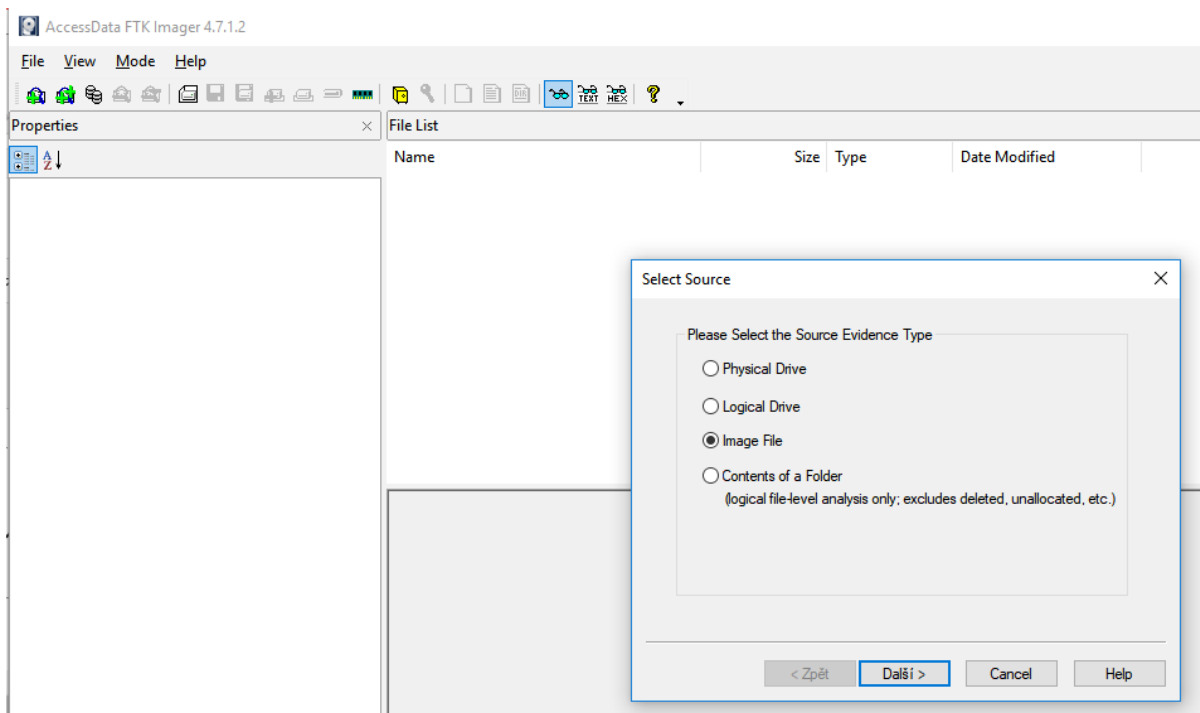 AccessData FTK Imager 4.7.1.2
File View Mode Help
TEXT HEX
Properties
File List
A
Z
Name Size Type Date Modified
Select Source
Please Select the Source Evidence Type
Physical Drive
Logical Drive
Image File
Contents of a Folder
(logical file-level analysis only; excludes deleted, unallocated, etc.)
< Zpět Další > Cancel Help